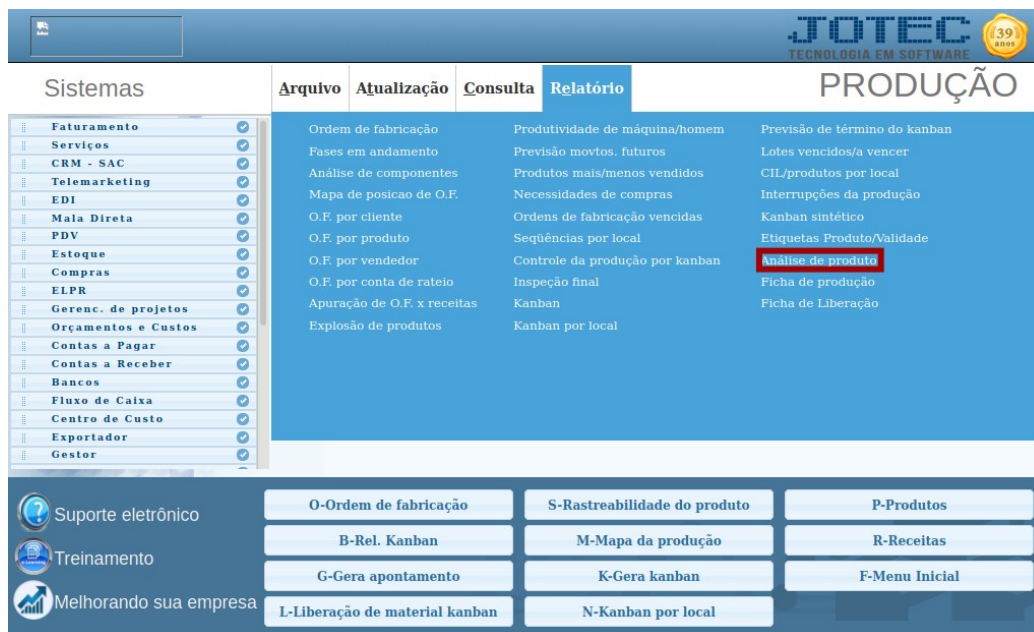 JOTEC
TECNOLOGIA EM SOFTWARE
39
anos
Sistemas
Arquivo Atualização Consulta Relatório
PRODUÇÃO
Faturamento
Serviços
CRM - SAC
Telemarketing
EDI
Mala Direta
PDV
Estoque
Compras
ELPR
Gerenc. de projetos
Orçamentos e Custos
Contas a Pagar
Contas a Receber
Bancos
Fluxo de Caixa
Centro de Custo
Exportador
Gestor
Ordem de fabricação
Fases em andamento
Análise de componentes
Mapa de posicao de O.F.
O.F. por cliente
O.F. por produto
O.F. por vendedor
O.F. por conta de rateio
Apuração de O.F. x receitas
Explosão de produtos
Produtividade de máquina/homem
Previsão movtos. futuros
Produtos mais/menos vendidos
Necessidades de compras
Ordens de fabricação vencidas
Seqüências por local
Controle da produção por kanban
Inspeção final
Kanban
Kanban por local
Previsão de término do kanban
Lotes vencidos/a vencer
CIL/produtos por local
Interrupções da produção
Kanban sintético
Etiquetas Produto/Validade
Análise de produto
Ficha de produção
Ficha de Liberação
Suporte eletrônico
Treinamento
Melhorando sua empresa
O-Ordem de fabricação
S-Rastreabilidade do produto
P-Produtos
B-Rel. Kanban
M-Mapa da produção
R-Receitas
G-Gera apontamento
K-Gera kanban
F-Menu Inicial
L-Liberação de material kanban
N-Kanban por local